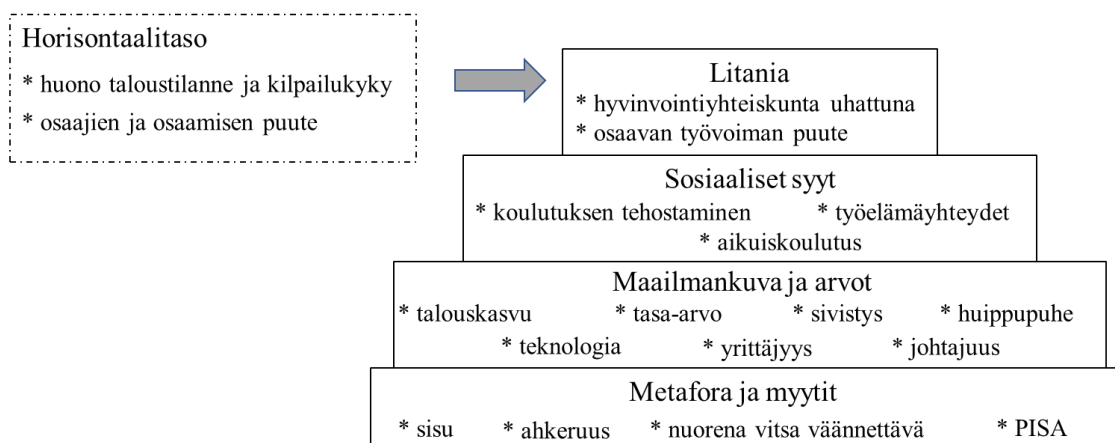 Horisontaalitaso
* huono taloustilanne ja kilpailukyky
* osaajien ja osaamisen puute
Litania
* hyvinvointiyhteiskunta uhattuna
* osaavan työvoiman puute
Sosiaaliset syyt
* koulutuksen tehostaminen * työelämäyhteydet
* aikuiskoulutus
Maailmankuva ja arvot
* talouskasvu * tasa-arvo * sivistys * huippupuhe
* teknologia * yrittäjyys * johtajuus
Metafora ja myytit
* sisu * ahkeruus * nuorena vitsa väännettävä * PISA